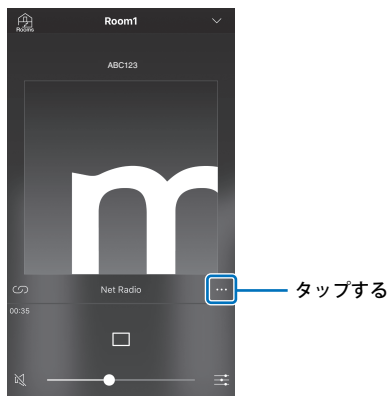 Room1
Rooms
ABC123
m
Net Radio
...
タップする
00:35